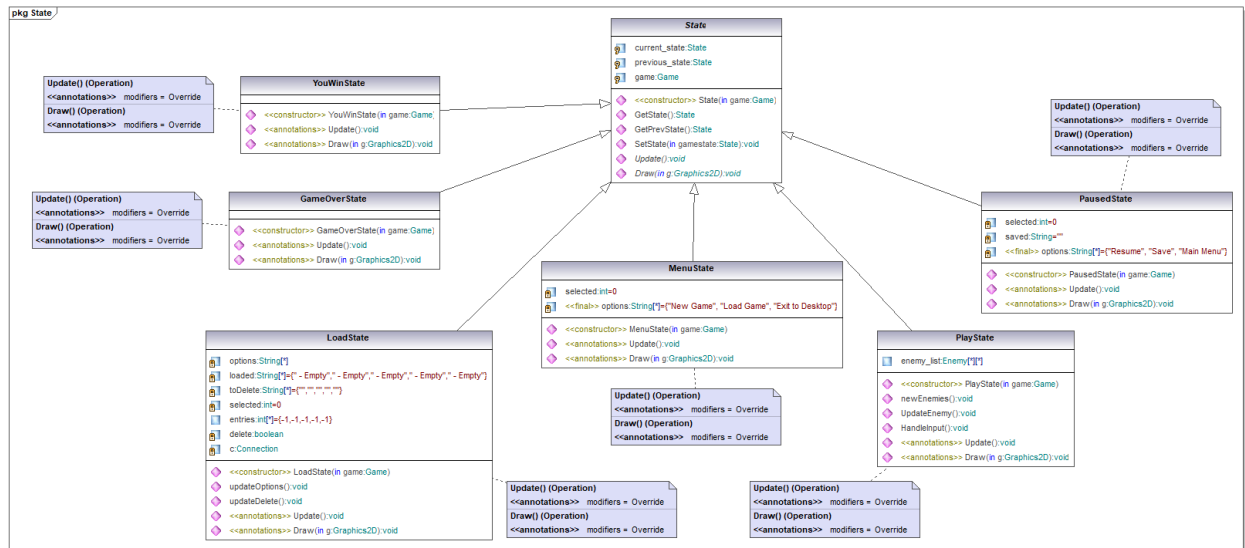 pkg State
State
current_state:State
previous_state:State
game:Game
<<constructor>> State(in game:Game)
GetState():State
GetPrevState():State
SetState(in gamestate:State):void
Update():void
Draw(in g:Graphics2D):void
Update() (Operation)
<<annotations>> modifiers = Override
Draw() (Operation)
<<annotations>> modifiers = Override
YouWinState
<<constructor>> YouWinState(in game:Game)
<<annotations>> Update():void
<<annotations>> Draw(in g:Graphics2D):void
Update() (Operation)
<<annotations>> modifiers = Override
Draw() (Operation)
<<annotations>> modifiers = Override
Update() (Operation)
<<annotations>> modifiers = Override
Draw() (Operation)
<<annotations>> modifiers = Override
GameOverState
<<constructor>> GameOverState(in game:Game)
<<annotations>> Update():void
<<annotations>> Draw(in g:Graphics2D):void
PausedState
selected:int=0
saved:String=""
<<final>> options:String[*]={"Resume", "Save", "Main Menu"}
<<constructor>> PausedState(in game:Game)
<<annotations>> Update():void
<<annotations>> Draw(in g:Graphics2D):void
MenuState
selected:int=0
<<final>> options:String[*]={"New Game", "Load Game", "Exit to Desktop"}
<<constructor>> MenuState(in game:Game)
<<annotations>> Update():void
<<annotations>> Draw(in g:Graphics2D):void
LoadState
options:String[*]
loaded:String[*]={" - Empty"," - Empty"," - Empty"," - Empty"," - Empty"}
toDelete:String[*]={"","","","",""}
selected:int=0
entries:int[*]={-1,-1,-1,-1,-1}
delete:boolean
c:Connection
<<constructor>> LoadState(in game:Game)
updateOptions():void
updateDelete():void
<<annotations>> Update():void
<<annotations>> Draw(in g:Graphics2D):void
PlayState
enemy_list:Enemy[*][*]
<<constructor>> PlayState(in game:Game)
newEnemies():void
UpdateEnemy():void
HandleInput():void
<<annotations>> Update():void
<<annotations>> Draw(in g:Graphics2D):void
Update() (Operation)
<<annotations>> modifiers = Override
Draw() (Operation)
<<annotations>> modifiers = Override
Update() (Operation)
<<annotations>> modifiers = Override
Draw() (Operation)
<<annotations>> modifiers = Override
Update() (Operation)
<<annotations>> modifiers = Override
Draw() (Operation)
<<annotations>> modifiers = Override